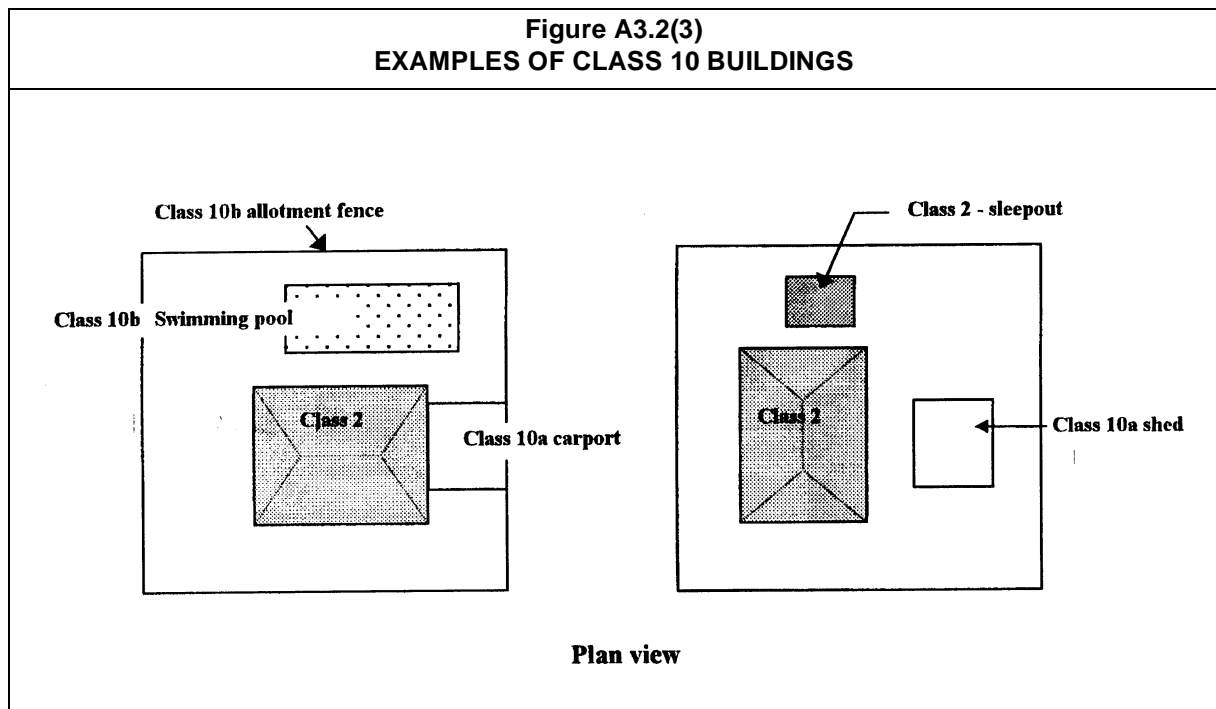 Figure A3.2(3)
EXAMPLES OF CLASS 10 BUILDINGS
Class 10b allotment fence
Class 10b Swimming pool
Class 2
Class 10a carport
Class 2 - sleepout
Class 2
Class 10a shed
Plan view